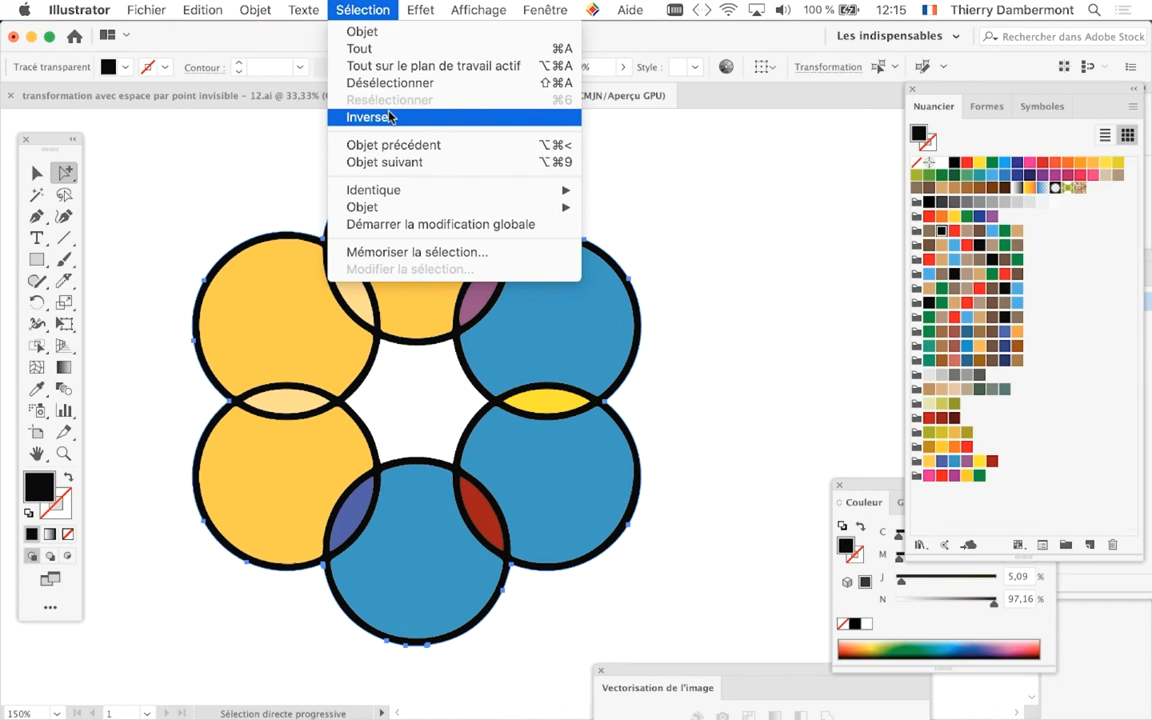 Illustrator Fichier Edition Objet Texte Sélection Effet Affichage Fenêtre Aide 100 % 12:15 Thierry Dambermont
Les indispensables Rechercher dans Adobe Stock
Tracé transparent Contour : % Style : Transformation
transformation avec espace par point invisible - 12.ai @ 33,33% ( MJN/Aperçu GPU)
Objet
Tout ⌘A
Tout sur le plan de travail actif ⌥⌘A
Désélectionner ⇧⌘A
Resélectionner ⌘6
Inverse
Objet précédent ⌥⌘<
Objet suivant ⌥⌘9
Identique
Objet
Démarrer la modification globale
Mémoriser la sélection...
Modifier la sélection...
Nuancier Formes Symboles
Couleur
C
M
J 5,09 %
N 97,16 %
Vectorisation de l'image
150% 1 Sélection directe progressive